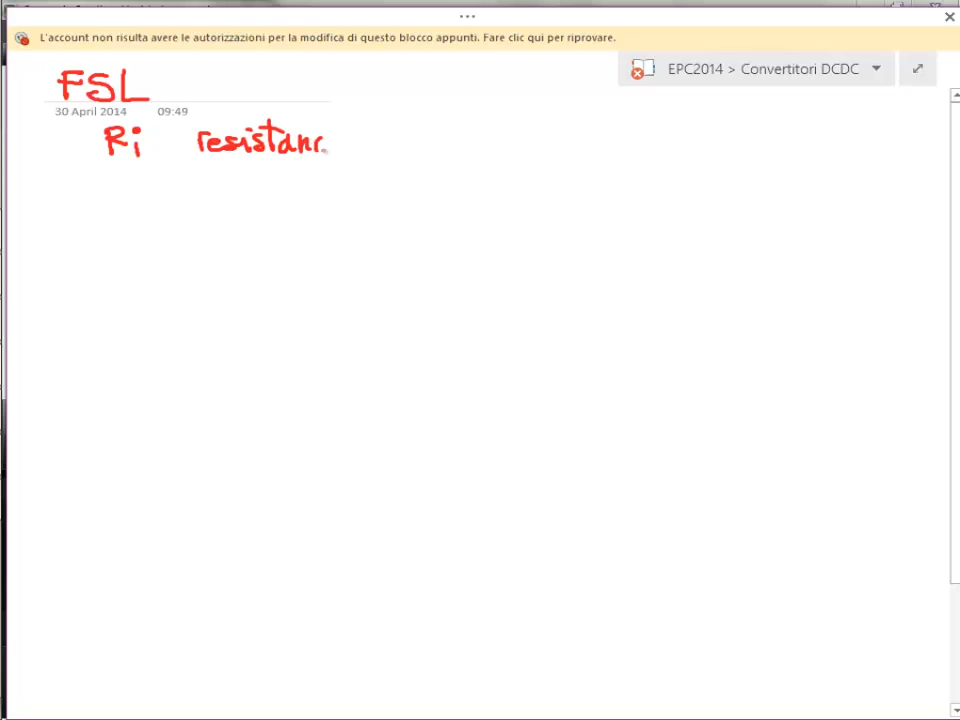 L'account non risulta avere le autorizzazioni per la modifica di questo blocco appunti. Fare clic qui per riprovare.
EPC2014 > Convertitori DCDC
FSL
30 April 2014 09:49
Ri resistanc